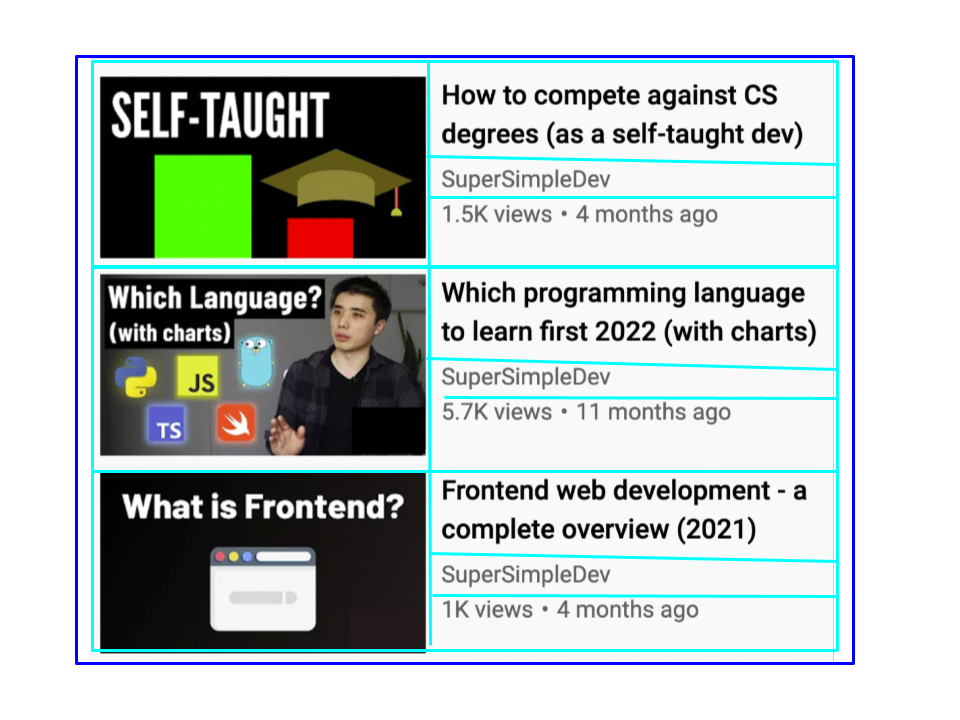 SELF-TAUGHT
How to compete against CS
degrees (as a self-taught dev)
SuperSimpleDev
1.5K views • 4 months ago
Which Language?
(with charts)
JS
TS
Which programming language
to learn first 2022 (with charts)
SuperSimpleDev
5.7K views • 11 months ago
What is Frontend?
Frontend web development - a
complete overview (2021)
SuperSimpleDev
1K views • 4 months ago